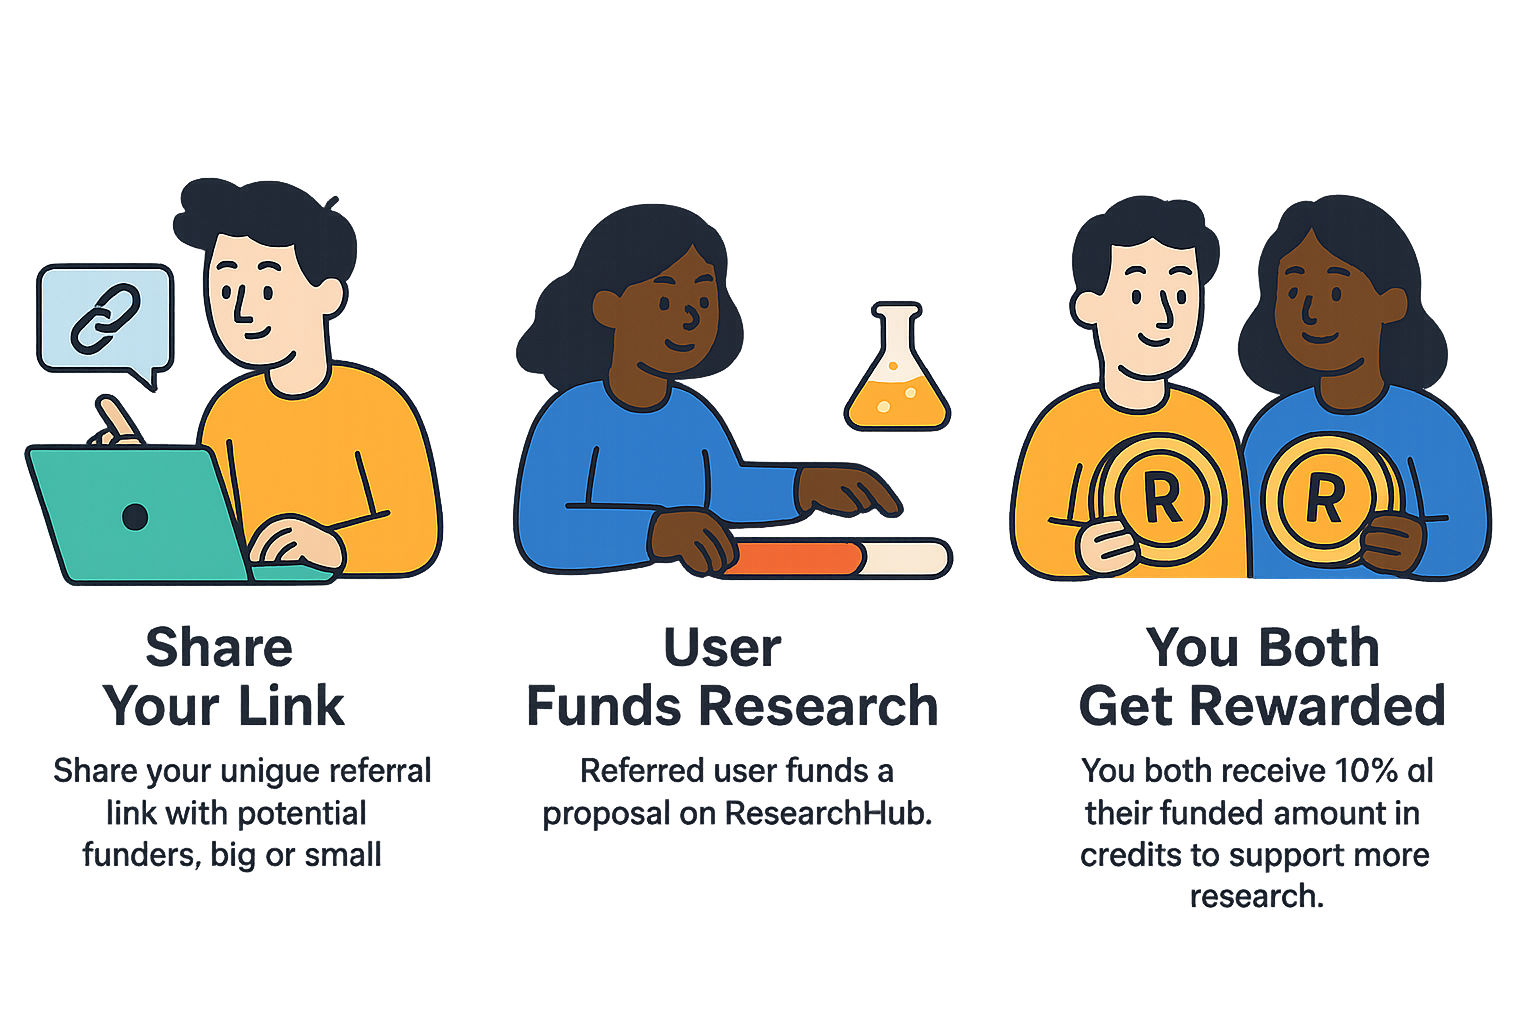 Share
Your Link
Share your unigue referral
link with potential
funders, big or small
User
Funds Research
Referred user funds a
proposal on ResearchHub.
R
R
You Both
Get Rewarded
You both receive 10% al
their funded amount in
credits to support more
research.